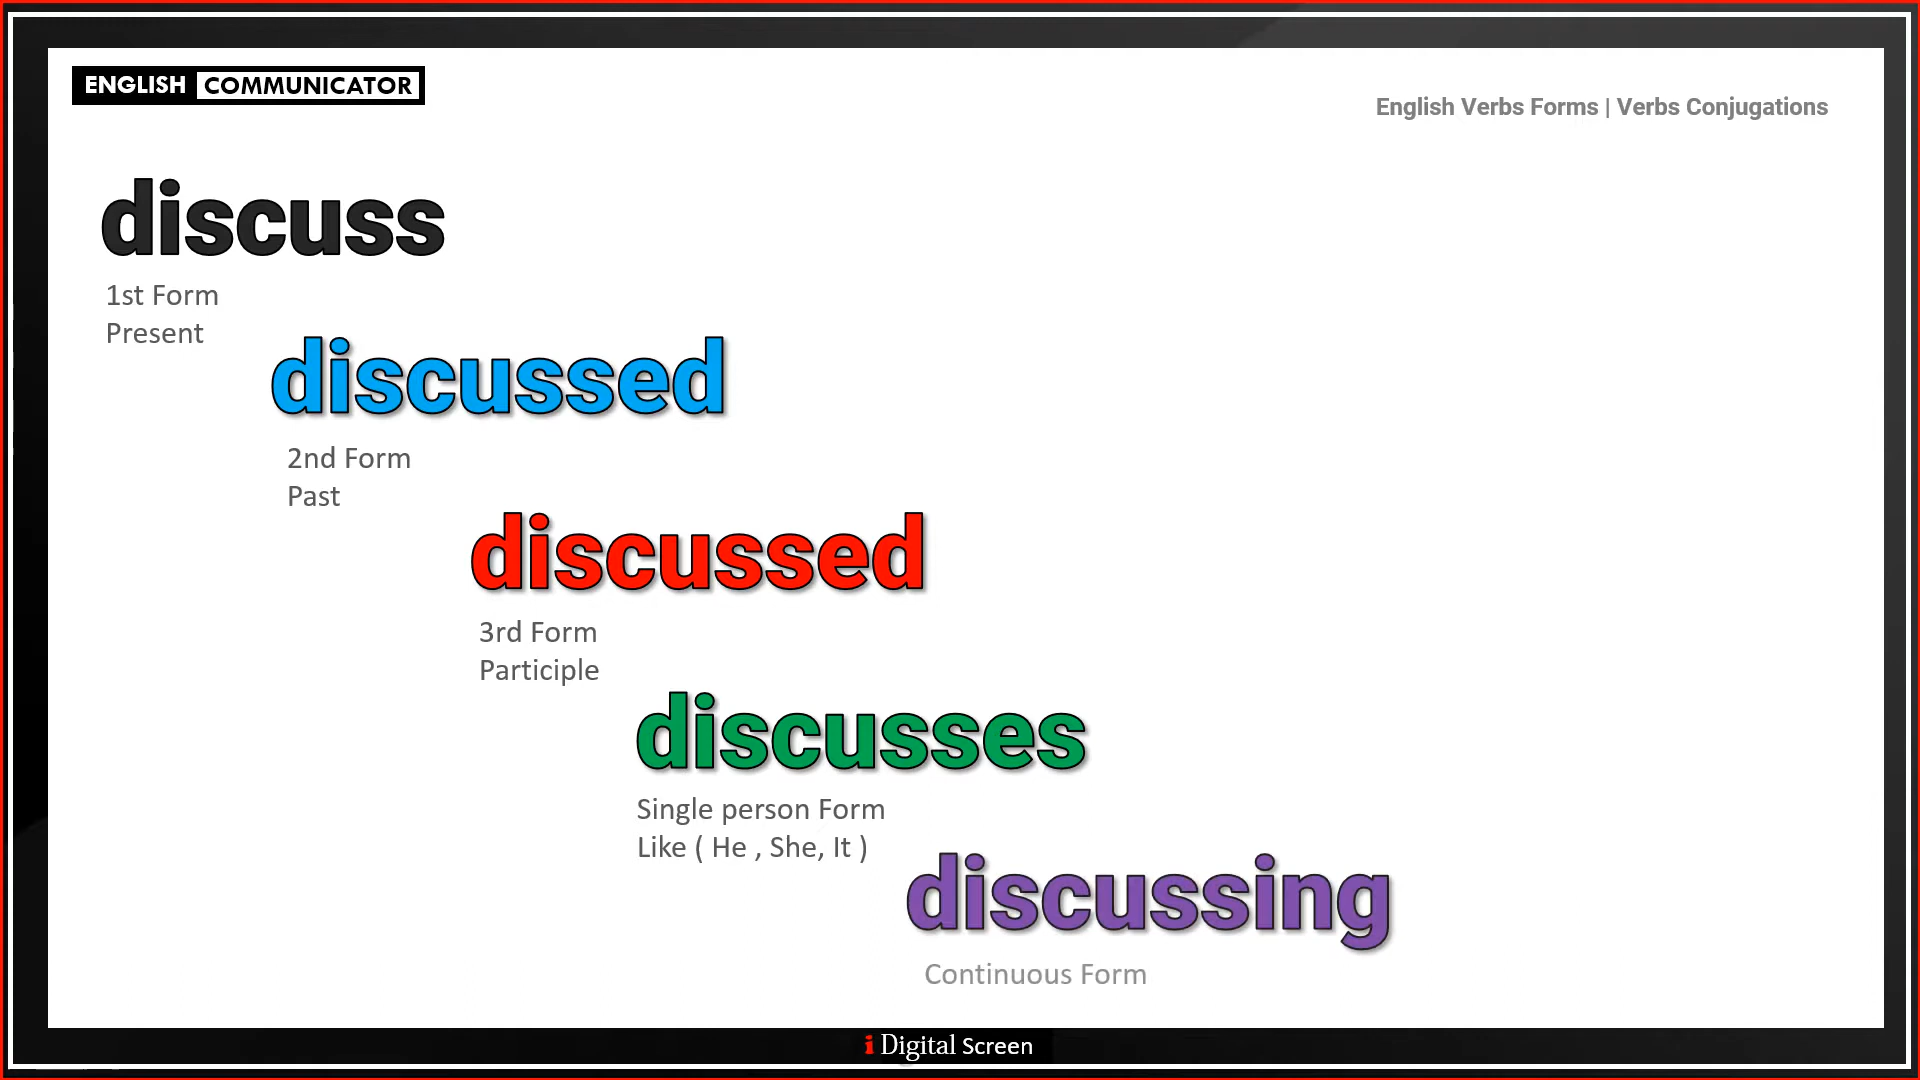 ENGLISH COMMUNICATOR
English Verbs Forms | Verbs Conjugations
discuss
1st Form
Present
discussed
2nd Form
Past
discussed
3rd Form
Participle
discusses
Single person Form
Like ( He , She, It )
discussing
Continuous Form
i Digital Screen